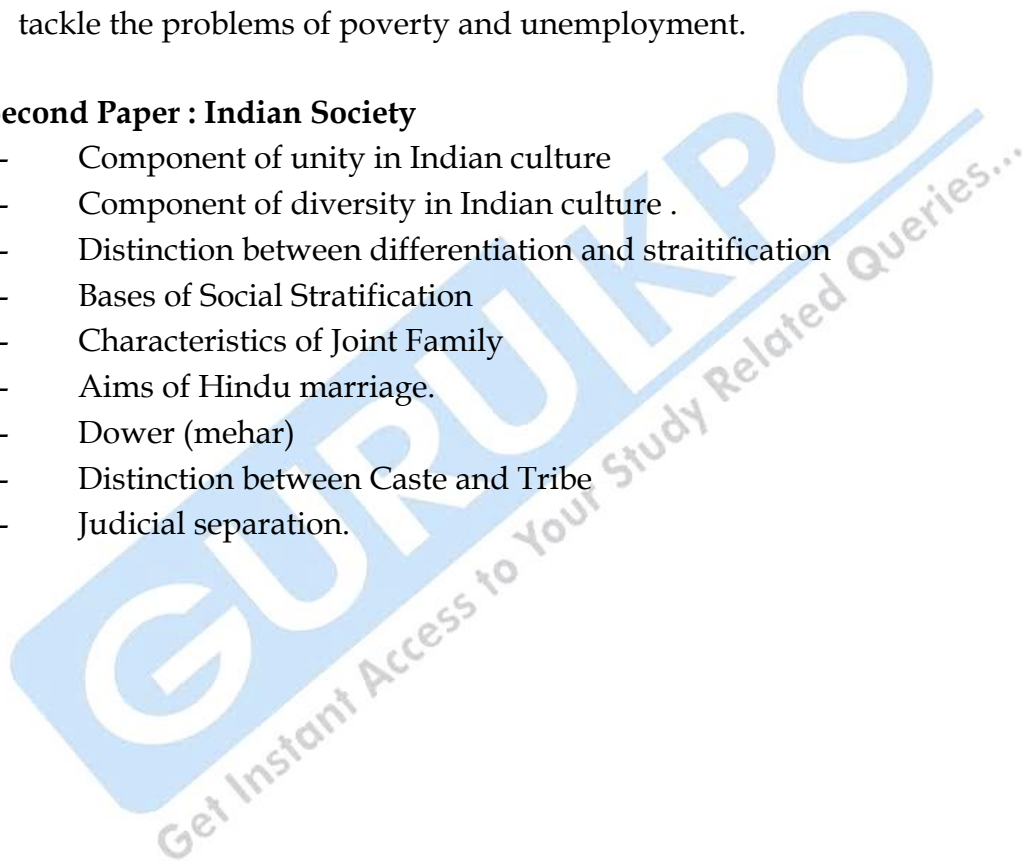 tackle the problems of poverty and unemployment.
econd Paper : Indian Society
- Component of unity in Indian culture
- Component of diversity in Indian culture .
- Distinction between differentiation and straitification
- Bases of Social Stratification
- Characteristics of Joint Family
- Aims of Hindu marriage.
- Dower (mehar)
- Distinction between Caste and Tribe
- Judicial separation.
GURUKPO
Get Instant Access to Your Study Related Queries...